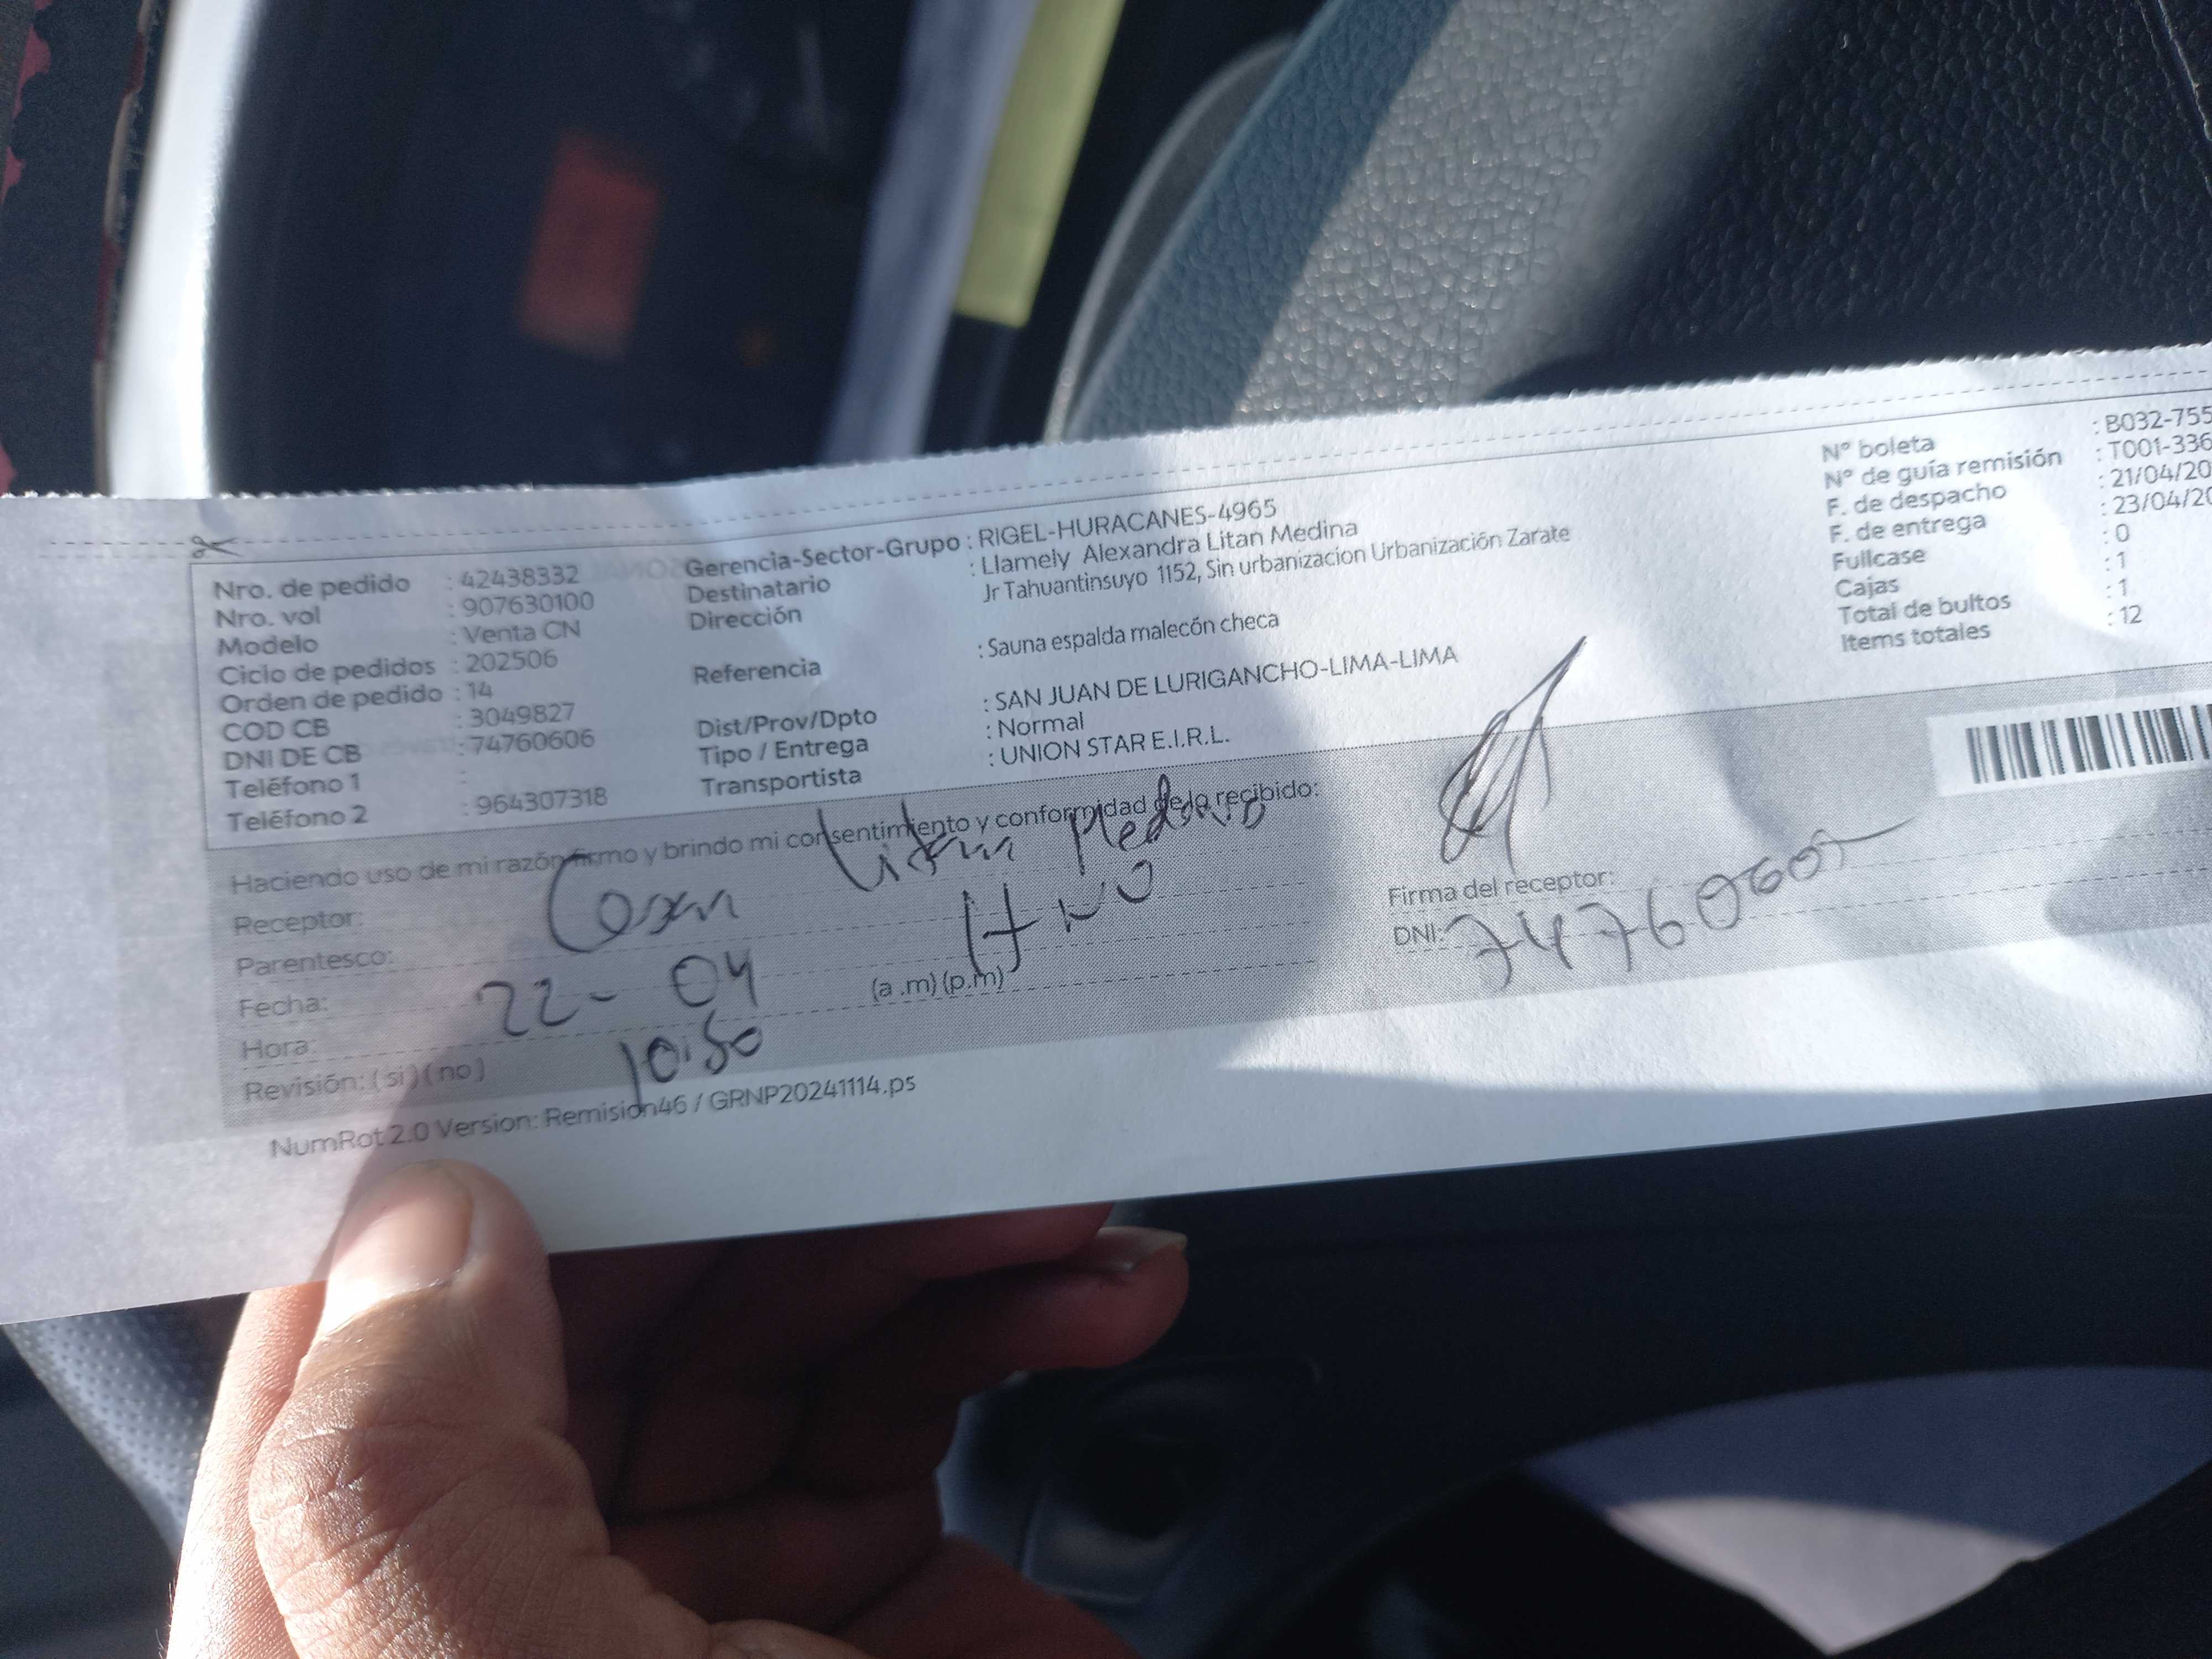 Nro. de pedido : 42438332
Nro. vol : 907630100
Modelo : Venta CN
Ciclo de pedidos : 202506
Orden de pedido : 14
COD CB : 3049827
DNI DE CB : 74760606
Teléfono 1 :
Teléfono 2 : 964307318
Gerencia-Sector-Grupo : RIGEL-HURACANES-4965
Destinatario : Llamely Alexandra Litan Medina
Dirección Jr Tahuantinsuyo 1152, Sin urbanizacion Urbanización Zarate
Referencia : Sauna espalda malecón checa
Dist/Prov/Dpto : SAN JUAN DE LURIGANCHO-LIMA-LIMA
Tipo / Entrega : Normal
Transportista : UNION STAR E.I.R.L.
N° boleta : B032-755
N° de guía remisión : T001-336
F. de despacho : 21/04/20
F. de entrega : 23/04/20
Fullcase : 0
Cajas : 1
Total de bultos : 1
Items totales : 12
Haciendo uso de mi razón firmo y brindo mi consentimiento y conformidad de lo recibido:
Receptor: Litan
Parentesco:
Fecha: 22-04
Hora: 10:50 (a .m) (p.m)
Revisión: ( si ) ( no )
Firma del receptor:
DNI:
NumRot 2.0 Version: Remision46 / GRNP20241114.ps